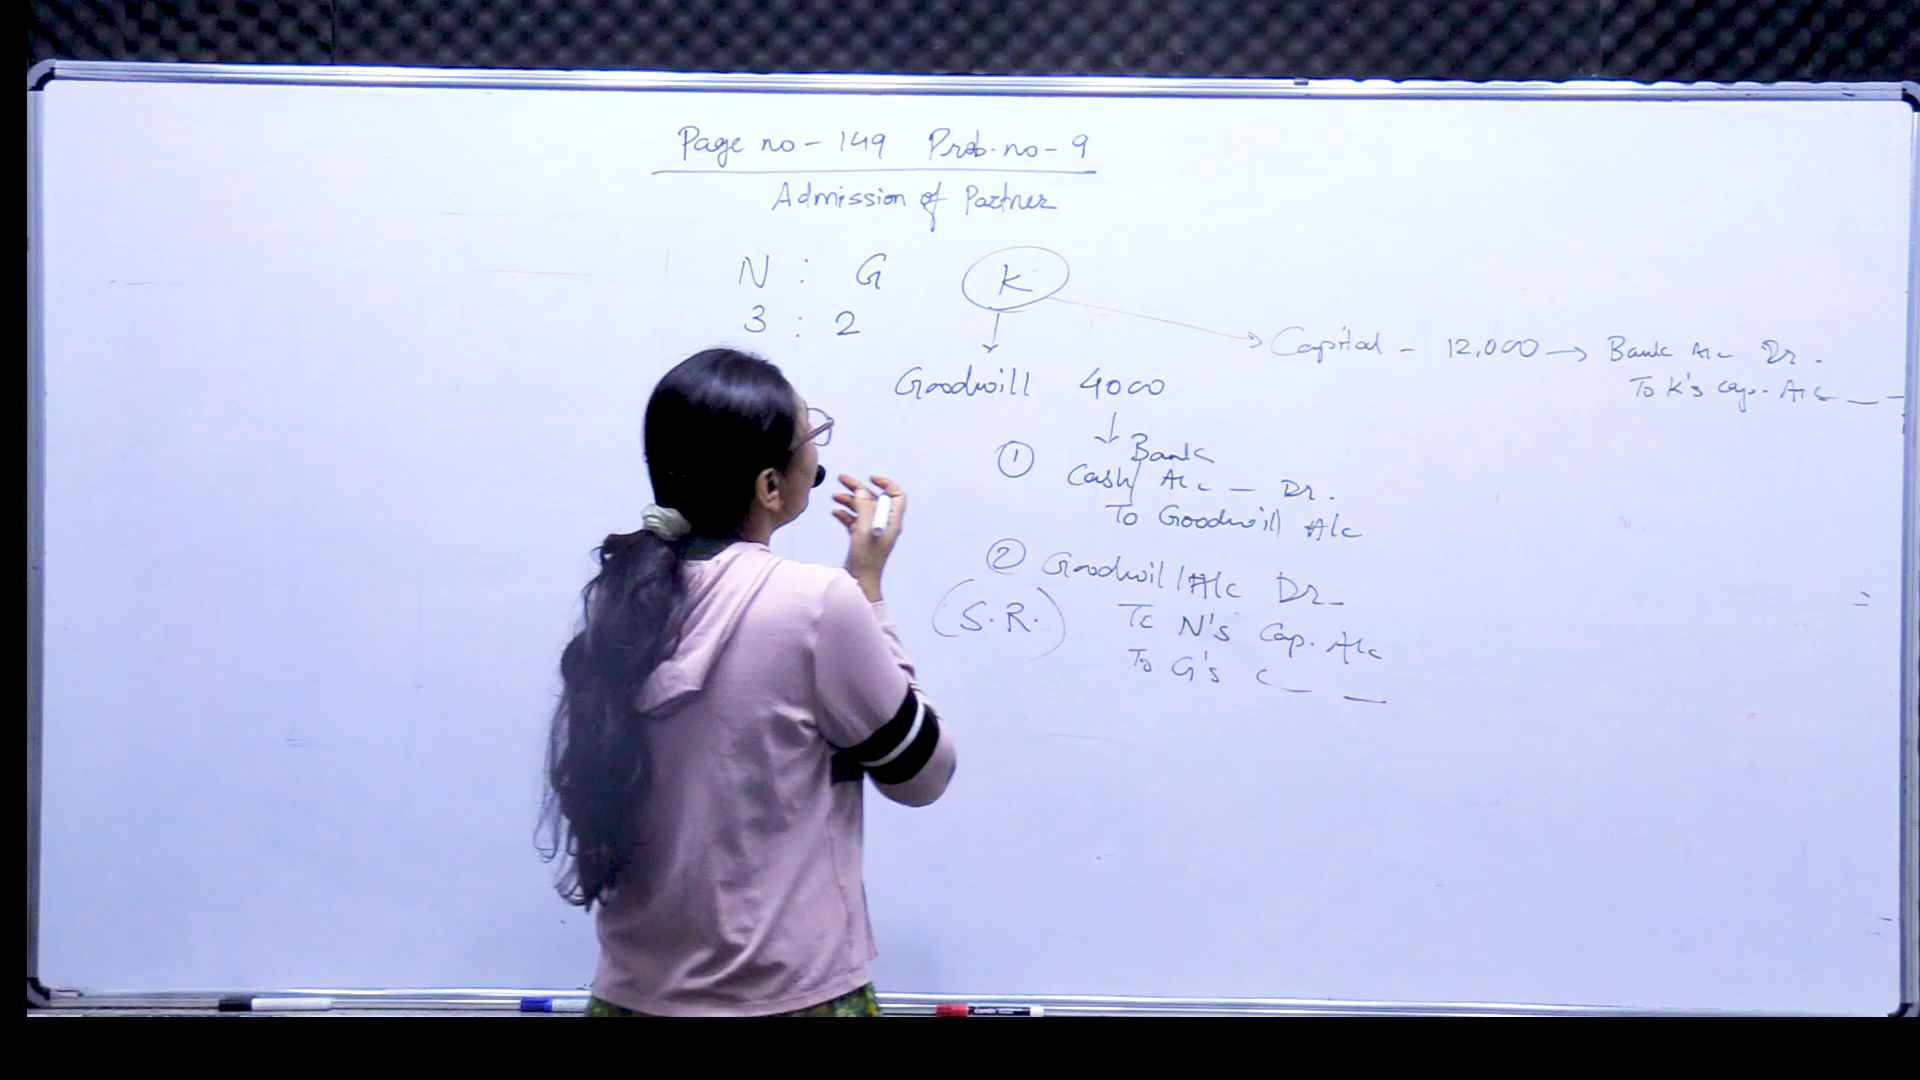 Page no - 149 Prob. no - 9
Admission of Partner
N : G K
3 : 2
Capital - 12,000 → Bank A/c Dr.
To K's Cap. A/c
Goodwill 4000
① Bank
Cash/ A/c - Dr.
To Goodwill A/c
② Goodwill A/c Dr
(S.R.) To N's Cap. A/c
To G's C